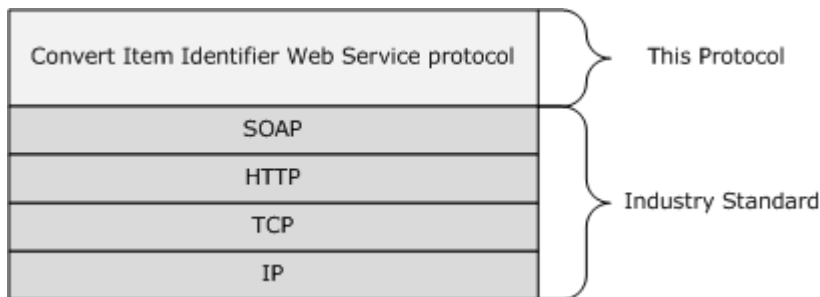 Convert Item Identifier Web Service protocol
This Protocol
SOAP
HTTP
TCP
IP
Industry Standard